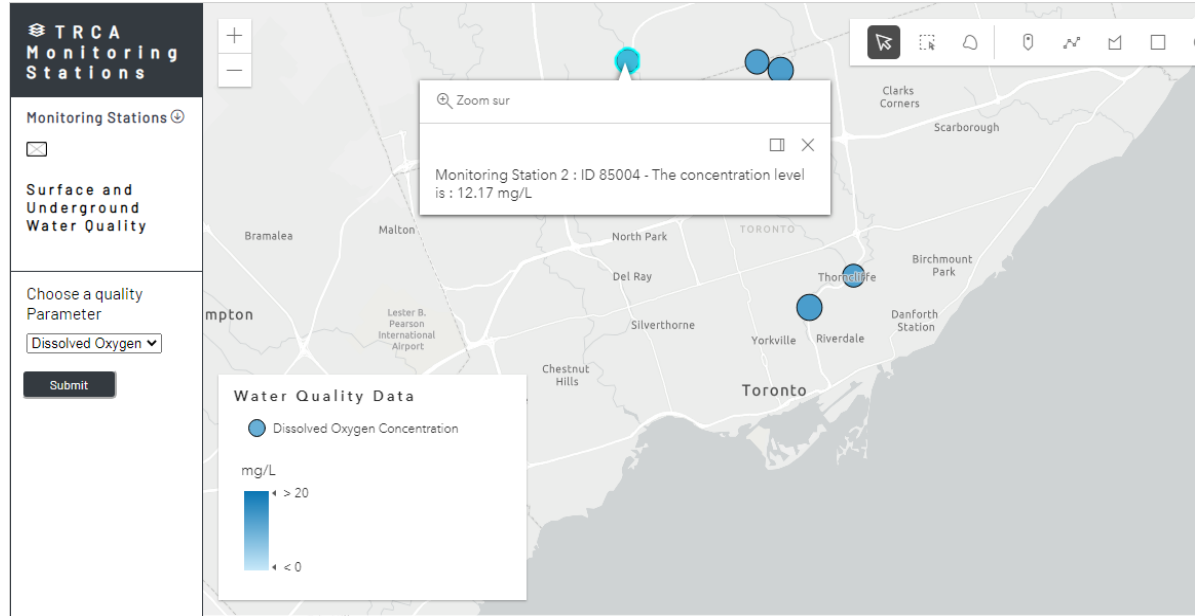 TRCA
Monitoring
Stations
Monitoring Stations
Surface and
Underground
Water Quality
Choose a quality
Parameter
Dissolved Oxygen
Submit
+
−
Zoom sur
Monitoring Station 2 : ID 85004 - The concentration level
is : 12.17 mg/L
Clarks
Corners
Scarborough
Bramalea
Malton
North Park
TORONTO
Del Ray
Thorncliffe
Birchmount
Park
mpton
Lester B.
Pearson
International
Airport
Silverthorne
Yorkville
Riverdale
Danforth
Station
Chestnut
Hills
Toronto
Water Quality Data
Dissolved Oxygen Concentration
mg/L
> 20
< 0